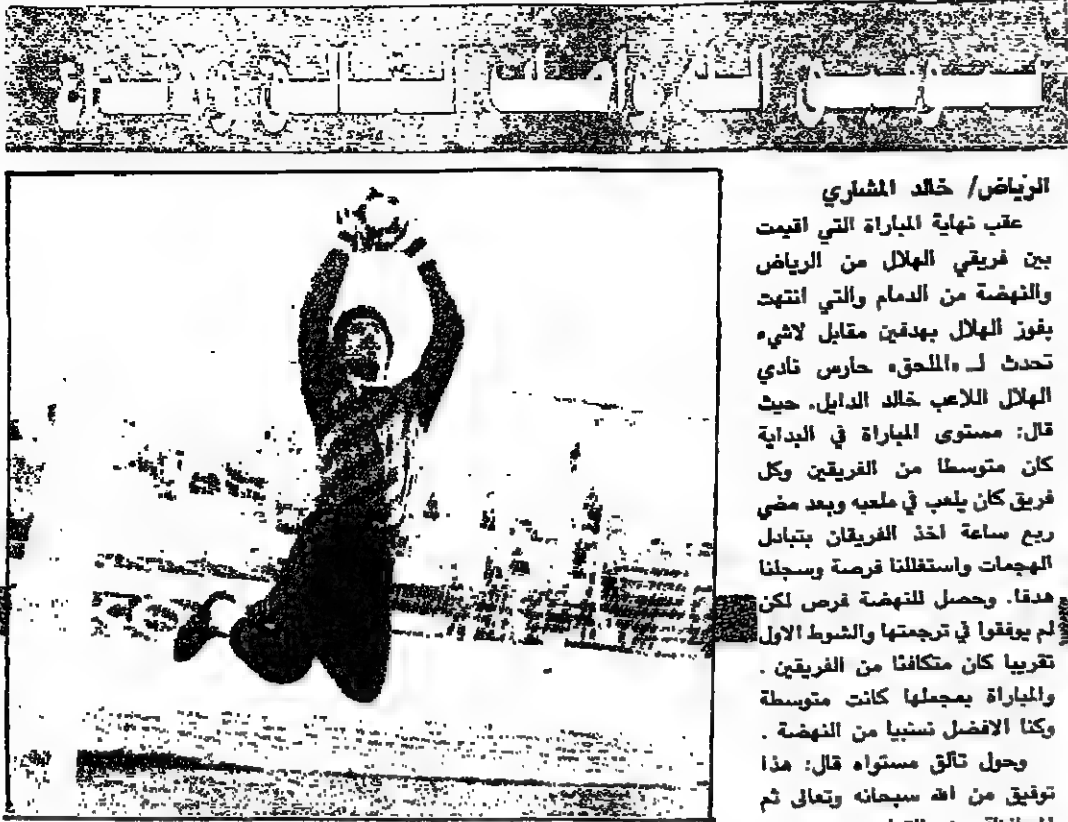 سوف اواصل التألق
الرياض/ خالد المشاري
عقب نهاية المباراة التي اقيمت
بين فريقي الهلال من الرياض
والنهضة من الدمام والتي انتهت
بفوز الهلال بهدفين مقابل لاشيء
تحدث لـ «الملحق» حارس نادي
الهلال اللاعب خالد الدايل. حيث
قال: مستوى المباراة في البداية
كان متوسطا من الفريقين وكل
فريق كان يلعب في ملعبه وبعد مضي
ربع ساعة اخذ الفريقان بتبادل
الهجمات واستغللنا فرصة وسجلنا
هدفا. وحصل للنهضة فرص لكن
لم يوفقوا في ترجمتها والشوط الاول
تقريبا كان متكافئا من الفريقين .
والمباراة بمجملها كانت متوسطة
وكنا الافضل نسبيا من النهضة .
وحول تألق مستواه قال: هذا
توفيق من الله سبحانه وتعالى ثم